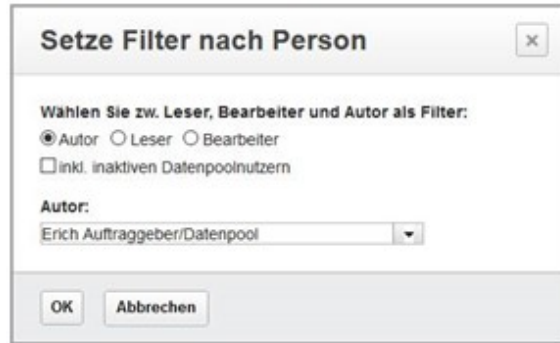 Setze Filter nach Person
Wählen Sie zw. Leser, Bearbeiter und Autor als Filter:
Autor Leser Bearbeiter
inkl. inaktiven Datenpoolnutzern
Autor:
Erich Auftraggeber/Datenpool
OK Abbrechen